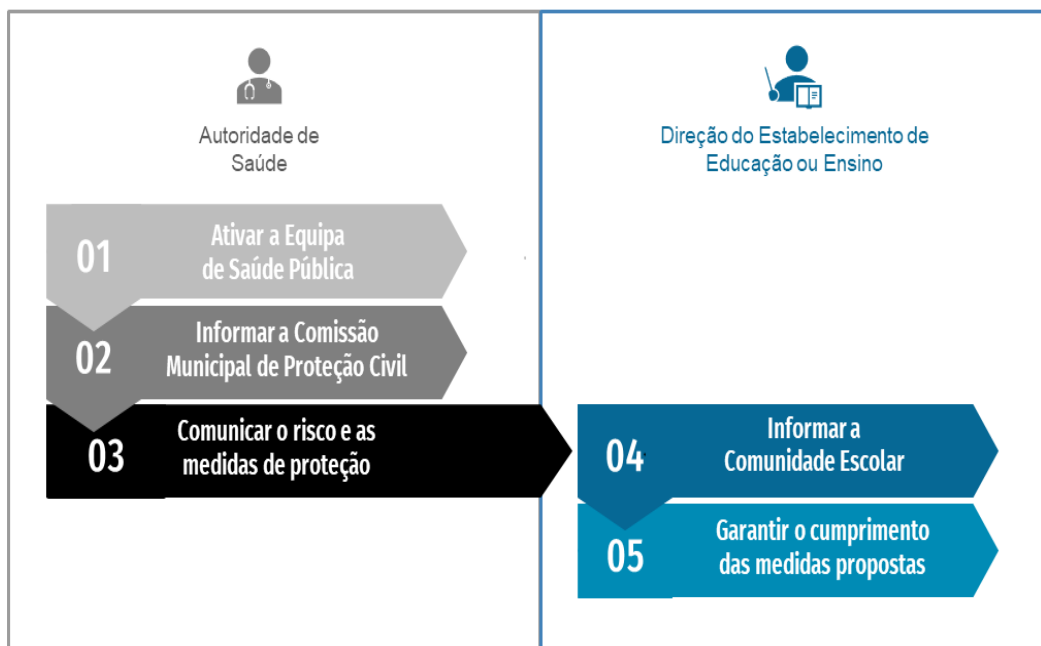 Autoridade de
Saúde
01
Ativar a Equipa
de Saúde Pública
02
Informar a Comissão
Municipal de Proteção Civil
03
Comunicar o risco e as
medidas de proteção
Direção do Estabelecimento de
Educação ou Ensino
04
Informar a
Comunidade Escolar
05
Garantir o cumprimento
das medidas propostas